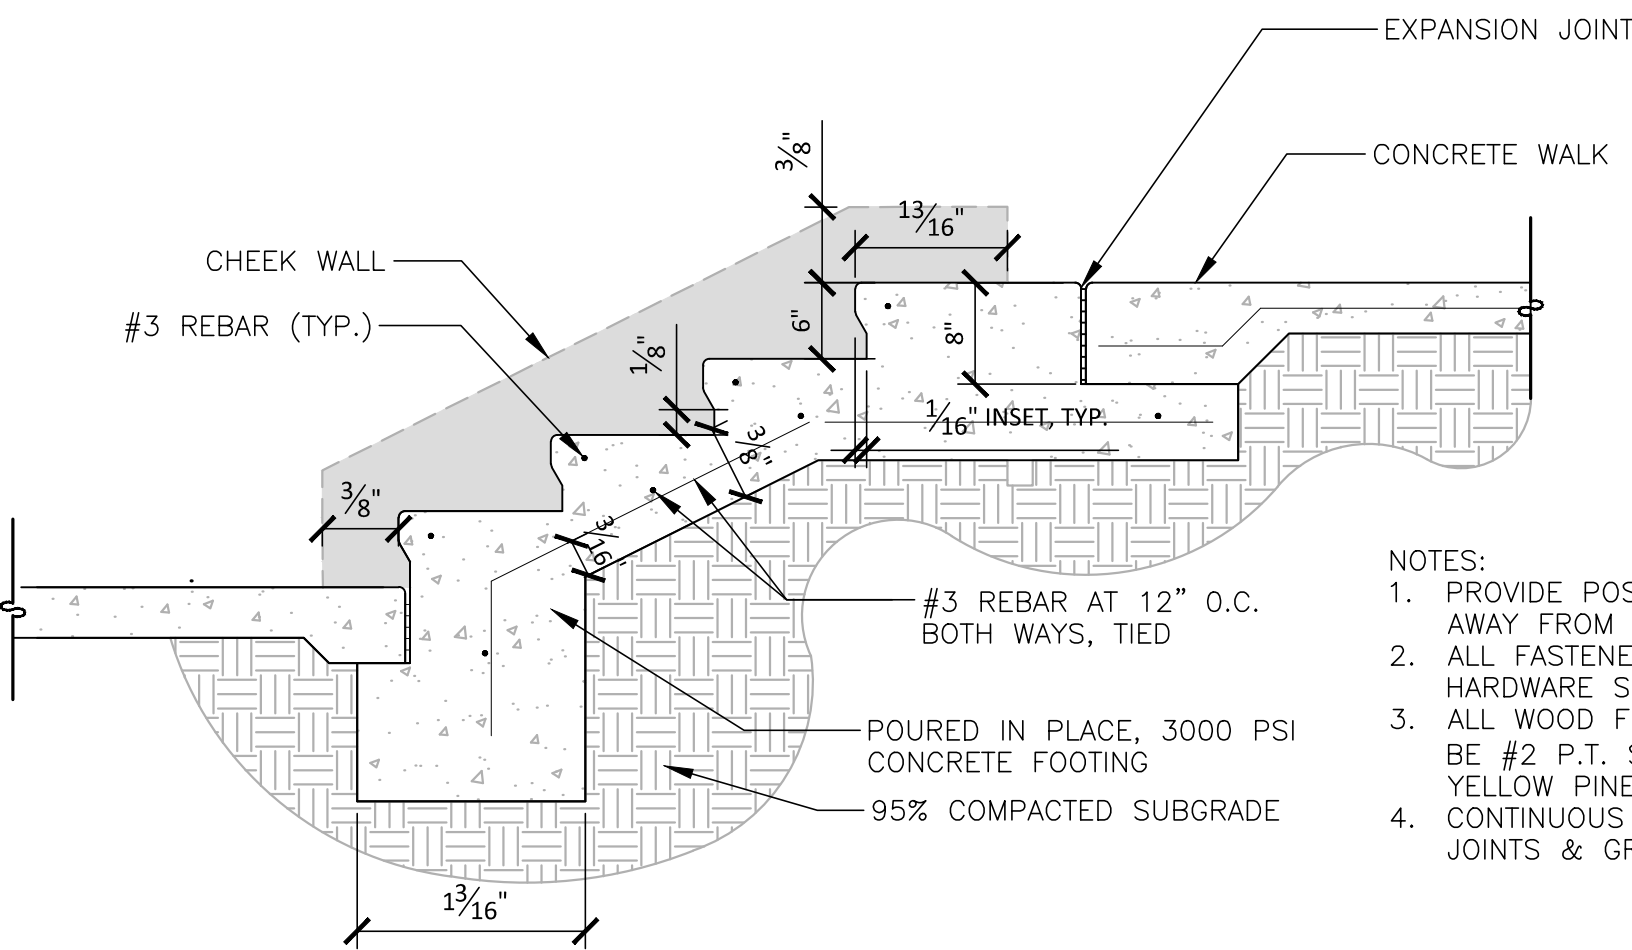 EXPANSION JOINT
3/8"
CONCRETE WALK
13/16"
CHEEK WALL
#3 REBAR (TYP.)
6"
8"
1/8"
1/16" INSET, TYP.
3/8"
3/8"
3/16"
NOTES:
1. PROVIDE POS
AWAY FROM
2. ALL FASTENE
HARDWARE S
3. ALL WOOD F
BE #2 P.T. S
YELLOW PINE
4. CONTINUOUS
JOINTS & GR
#3 REBAR AT 12” O.C.
BOTH WAYS, TIED
POURED IN PLACE, 3000 PSI
CONCRETE FOOTING
95% COMPACTED SUBGRADE
1 3/16"